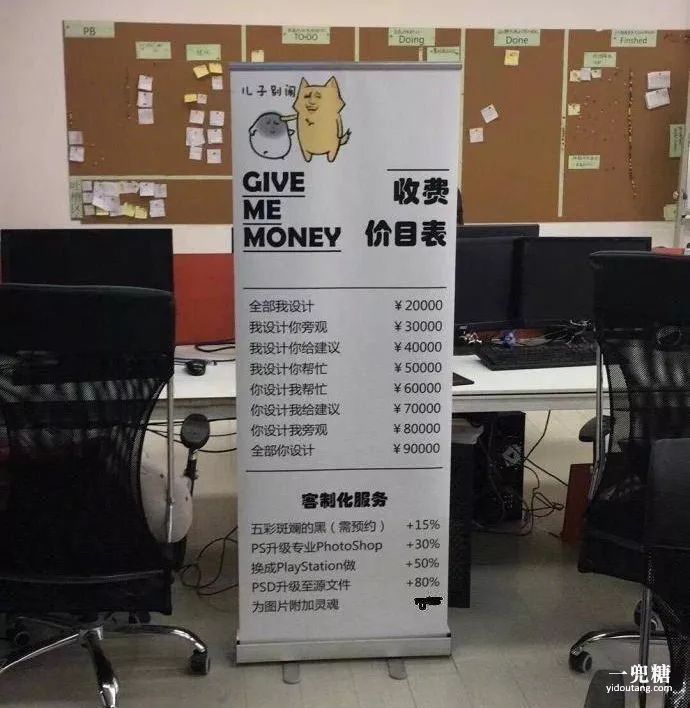 PB
TO-DO
Doing
Done
Finshed
儿子别闹
GIVE
ME
MONEY
收费
价目表
全部我设计 ￥20000
我设计你旁观 ￥30000
我设计你给建议 ￥40000
我设计你帮忙 ￥50000
你设计我帮忙 ￥60000
你设计我给建议 ￥70000
你设计我旁观 ￥80000
全部你设计 ￥90000
客制化服务
五彩斑斓的黑（需预约） +15%
PS升级专业PhotoShop +30%
换成PlayStation做 +50%
PSD升级至源文件 +80%
为图片附加灵魂
一兜糖
yidoutang.com